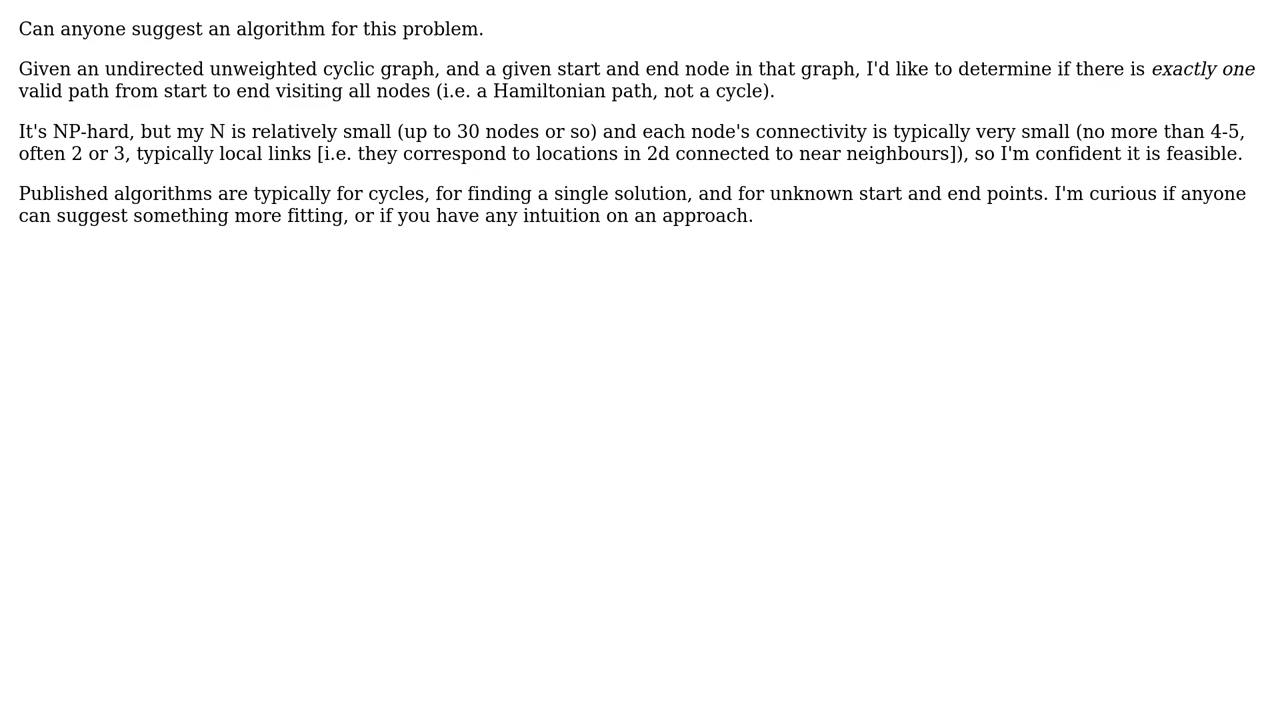 Can anyone suggest an algorithm for this problem.
Given an undirected unweighted cyclic graph, and a given start and end node in that graph, I'd like to determine if there is exactly one
valid path from start to end visiting all nodes (i.e. a Hamiltonian path, not a cycle).
It's NP-hard, but my N is relatively small (up to 30 nodes or so) and each node's connectivity is typically very small (no more than 4-5,
often 2 or 3, typically local links [i.e. they correspond to locations in 2d connected to near neighbours]), so I'm confident it is feasible.
Published algorithms are typically for cycles, for finding a single solution, and for unknown start and end points. I'm curious if anyone
can suggest something more fitting, or if you have any intuition on an approach.